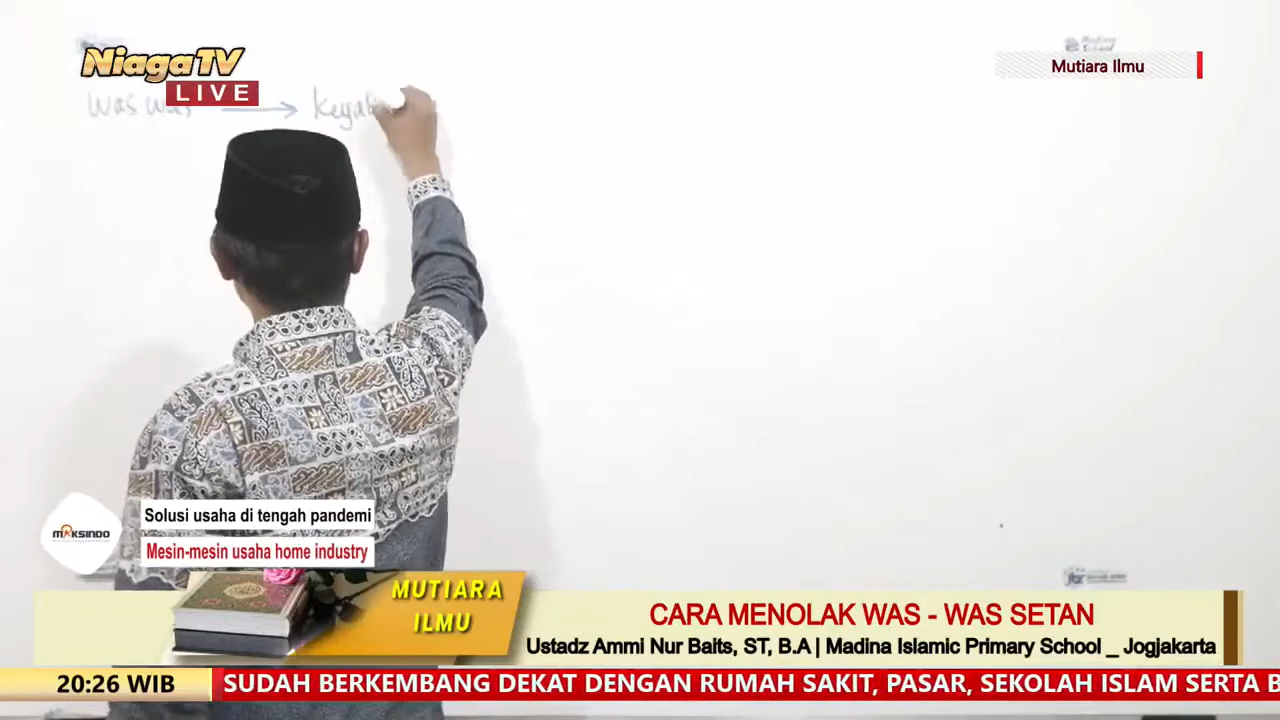 NiagaTV
LIVE
Mutiara Ilmu
was was → keya
Solusi usaha di tengah pandemi
MAKSINDO
Mesin-mesin usaha home industry
MUTIARA
ILMU
CARA MENOLAK WAS - WAS SETAN
Ustadz Ammi Nur Baits, ST, B.A | Madina Islamic Primary School _ Jogjakarta
20:26 WIB
SUDAH BERKEMBANG DEKAT DENGAN RUMAH SAKIT, PASAR, SEKOLAH ISLAM SERTA B